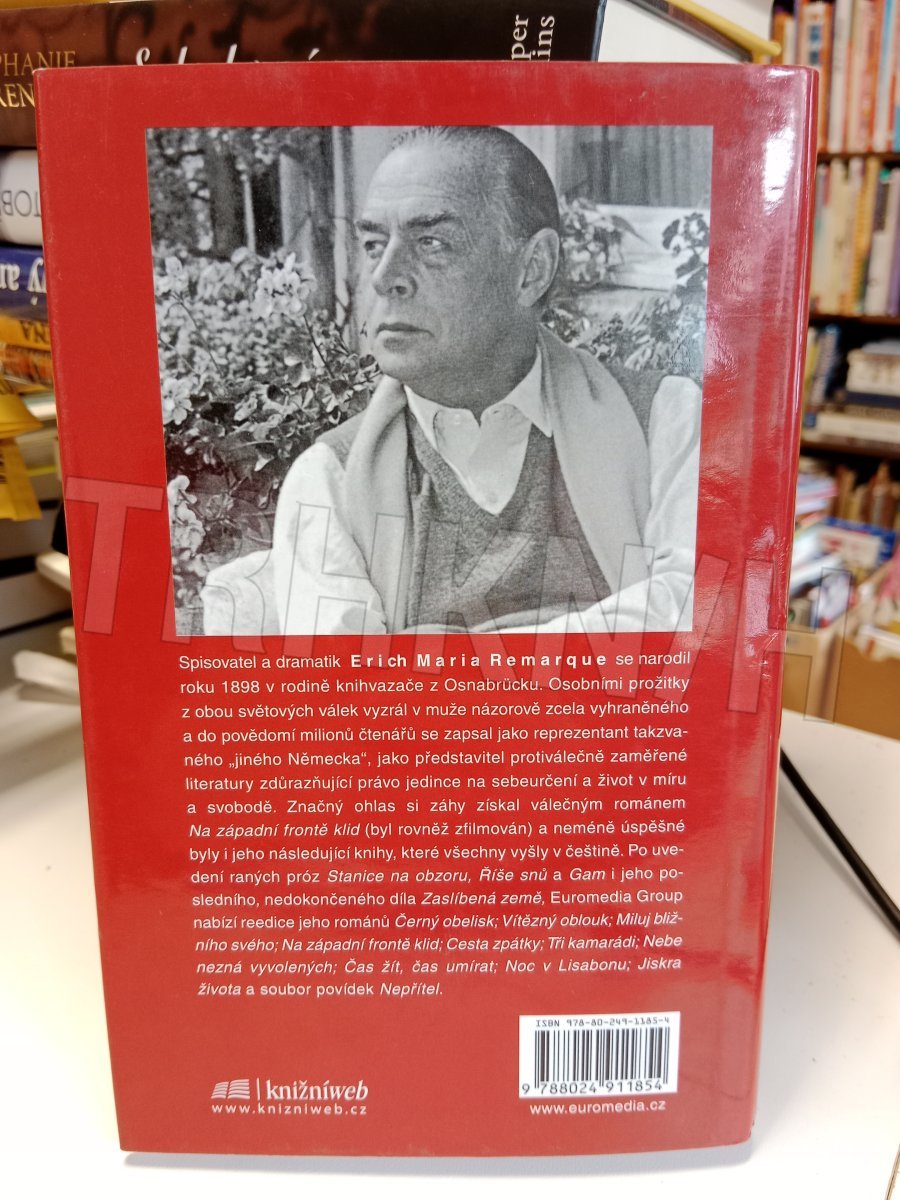 PHANIE
per
ins
TRHKNIH
Spisovatel a dramatik Erich Maria Remarque se narodil
roku 1898 v rodině knihvazače z Osnabrücku. Osobními prožitky
z obou světových válek vyzrál v muže názorově zcela vyhraněného
a do povědomí milionů čtenářů se zapsal jako reprezentant takzva-
ného „jiného Německa“, jako představitel protiválečně zaměřené
literatury zdůrazňující právo jedince na sebeurčení a život v míru
a svobodě. Značný ohlas si záhy získal válečným románem
Na západní frontě klid (byl rovněž zfilmován) a neméně úspěšné
byly i jeho následující knihy, které všechny vyšly v češtině. Po uve-
dení raných próz Stanice na obzoru, Říše snů a Gam i jeho po-
sledního, nedokončeného díla Zaslíbená země, Euromedia Group
nabízí reedice jeho románů Černý obelisk; Vítězný oblouk; Miluj bliž-
ního svého; Na západní frontě klid; Cesta zpátky; Tři kamarádi; Nebe
nezná vyvolených; Čas žít, čas umírat; Noc v Lisabonu; Jiskra
života a soubor povídek Nepřítel.
ISBN 978-80-249-1185-4
9 788024 911854
knižníweb
www.knizniweb.cz
www.euromedia.cz